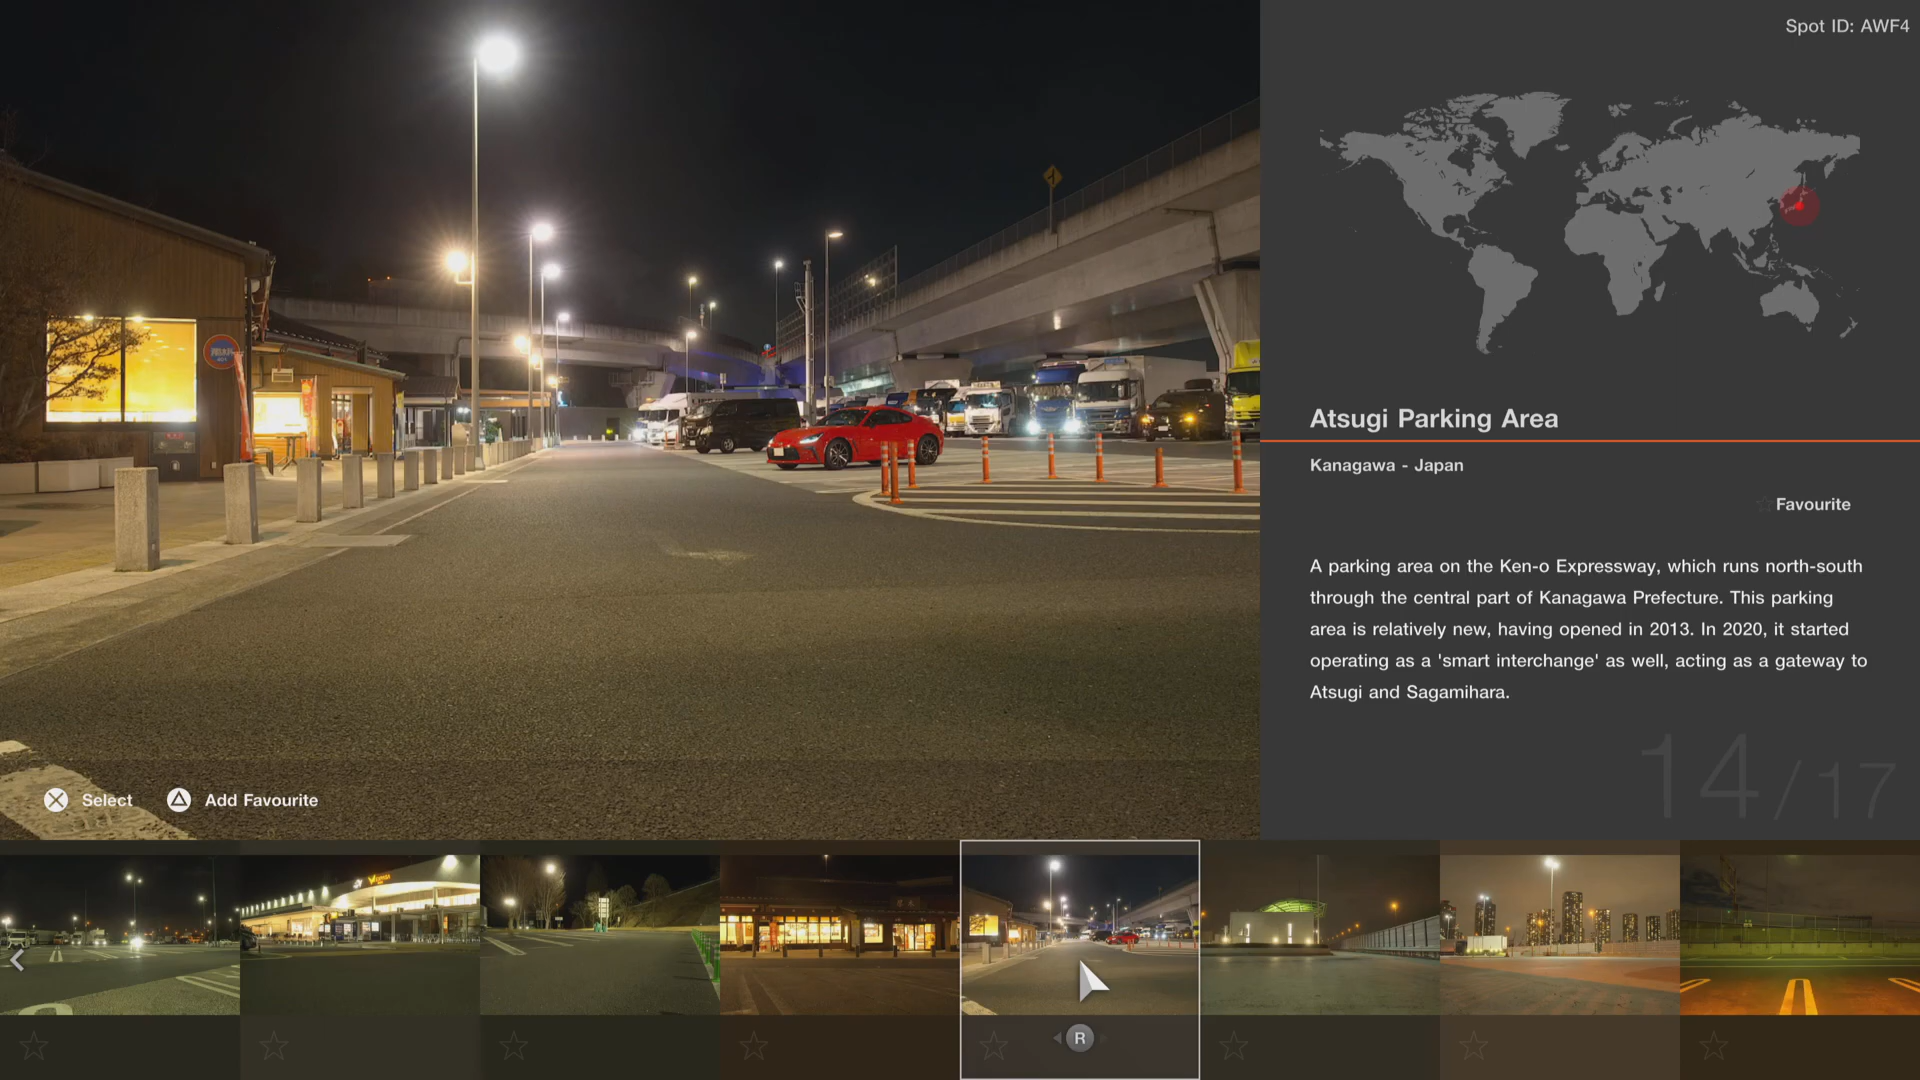 Spot ID: AWF4
Atsugi Parking Area
Kanagawa - Japan
Favourite
A parking area on the Ken-o Expressway, which runs north-south
through the central part of Kanagawa Prefecture. This parking
area is relatively new, having opened in 2013. In 2020, it started
operating as a 'smart interchange' as well, acting as a gateway to
Atsugi and Sagamihara.
14/17
Select
Add Favourite
R